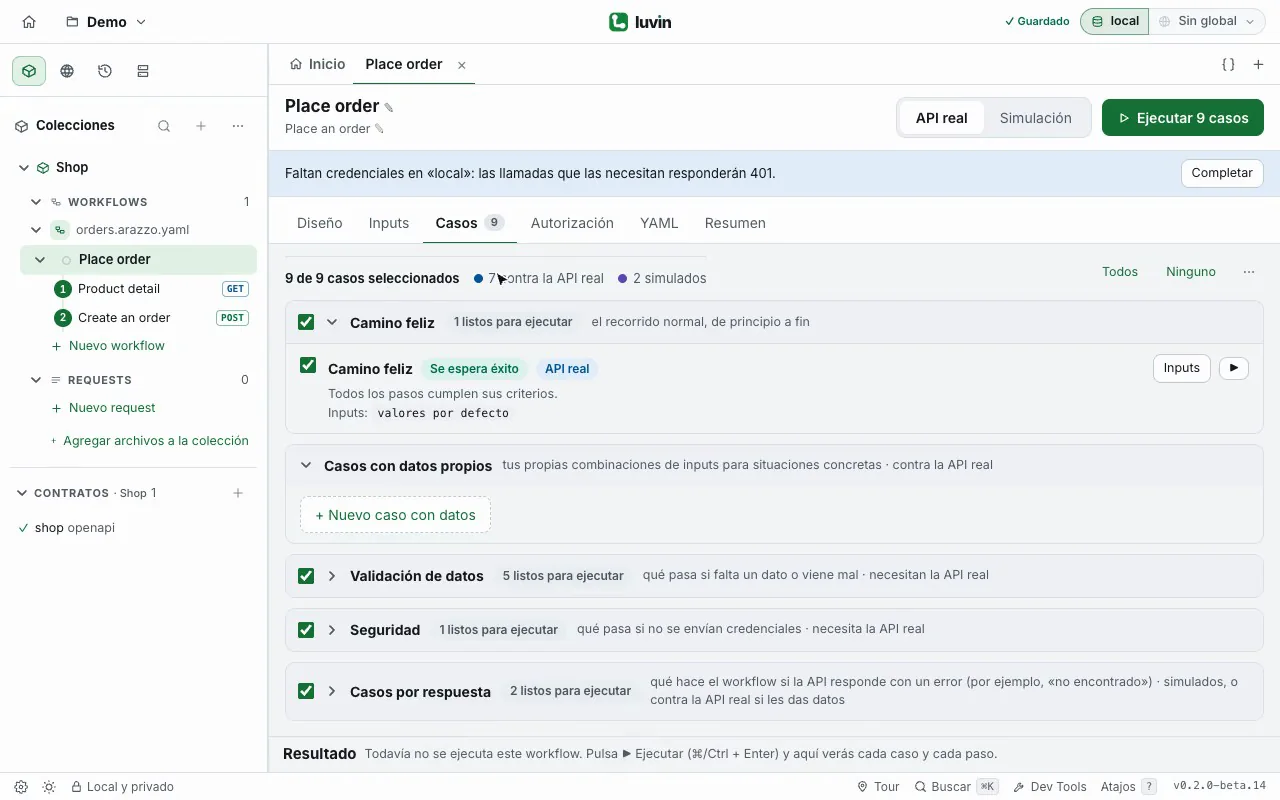 Demo
luvin
✓ Guardado
local
Sin global
Inicio
Place order
Colecciones
Shop
WORKFLOWS 1
orders.arazzo.yaml
Place order
1 Product detail GET
2 Create an order POST
+ Nuevo workflow
REQUESTS 0
+ Nuevo request
+ Agregar archivos a la colección
CONTRATOS · Shop 1
shop openapi
Place order
Place an order
API real
Simulación
Ejecutar 9 casos
Faltan credenciales en «local»: las llamadas que las necesitan responderán 401.
Completar
Diseño
Inputs
Casos 9
Autorización
YAML
Resumen
9 de 9 casos seleccionados
7 contra la API real
2 simulados
Todos
Ninguno
Camino feliz 1 listos para ejecutar el recorrido normal, de principio a fin
Camino feliz Se espera éxito API real
Inputs
Todos los pasos cumplen sus criterios.
Inputs: valores por defecto
Casos con datos propios tus propias combinaciones de inputs para situaciones concretas · contra la API real
+ Nuevo caso con datos
Validación de datos 5 listos para ejecutar qué pasa si falta un dato o viene mal · necesitan la API real
Seguridad 1 listos para ejecutar qué pasa si no se envían credenciales · necesita la API real
Casos por respuesta 2 listos para ejecutar qué hace el workflow si la API responde con un error (por ejemplo, «no encontrado») · simulados, o
contra la API real si les das datos
Resultado Todavía no se ejecuta este workflow. Pulsa ▶ Ejecutar (⌘/Ctrl + Enter) y aquí verás cada caso y cada paso.
Local y privado
Tour
Buscar ⌘K
Dev Tools
Atajos ?
v0.2.0-beta.14